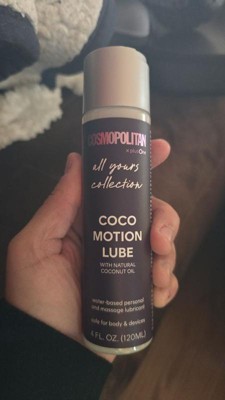 COSMOPOLITAN
all yours
collection
COCO
MOTION
LUBE
WITH NATURAL
COCONUT OIL
water-based personal
and massage lubricant
safe for body & devices
4 FL. OZ. (120ML)